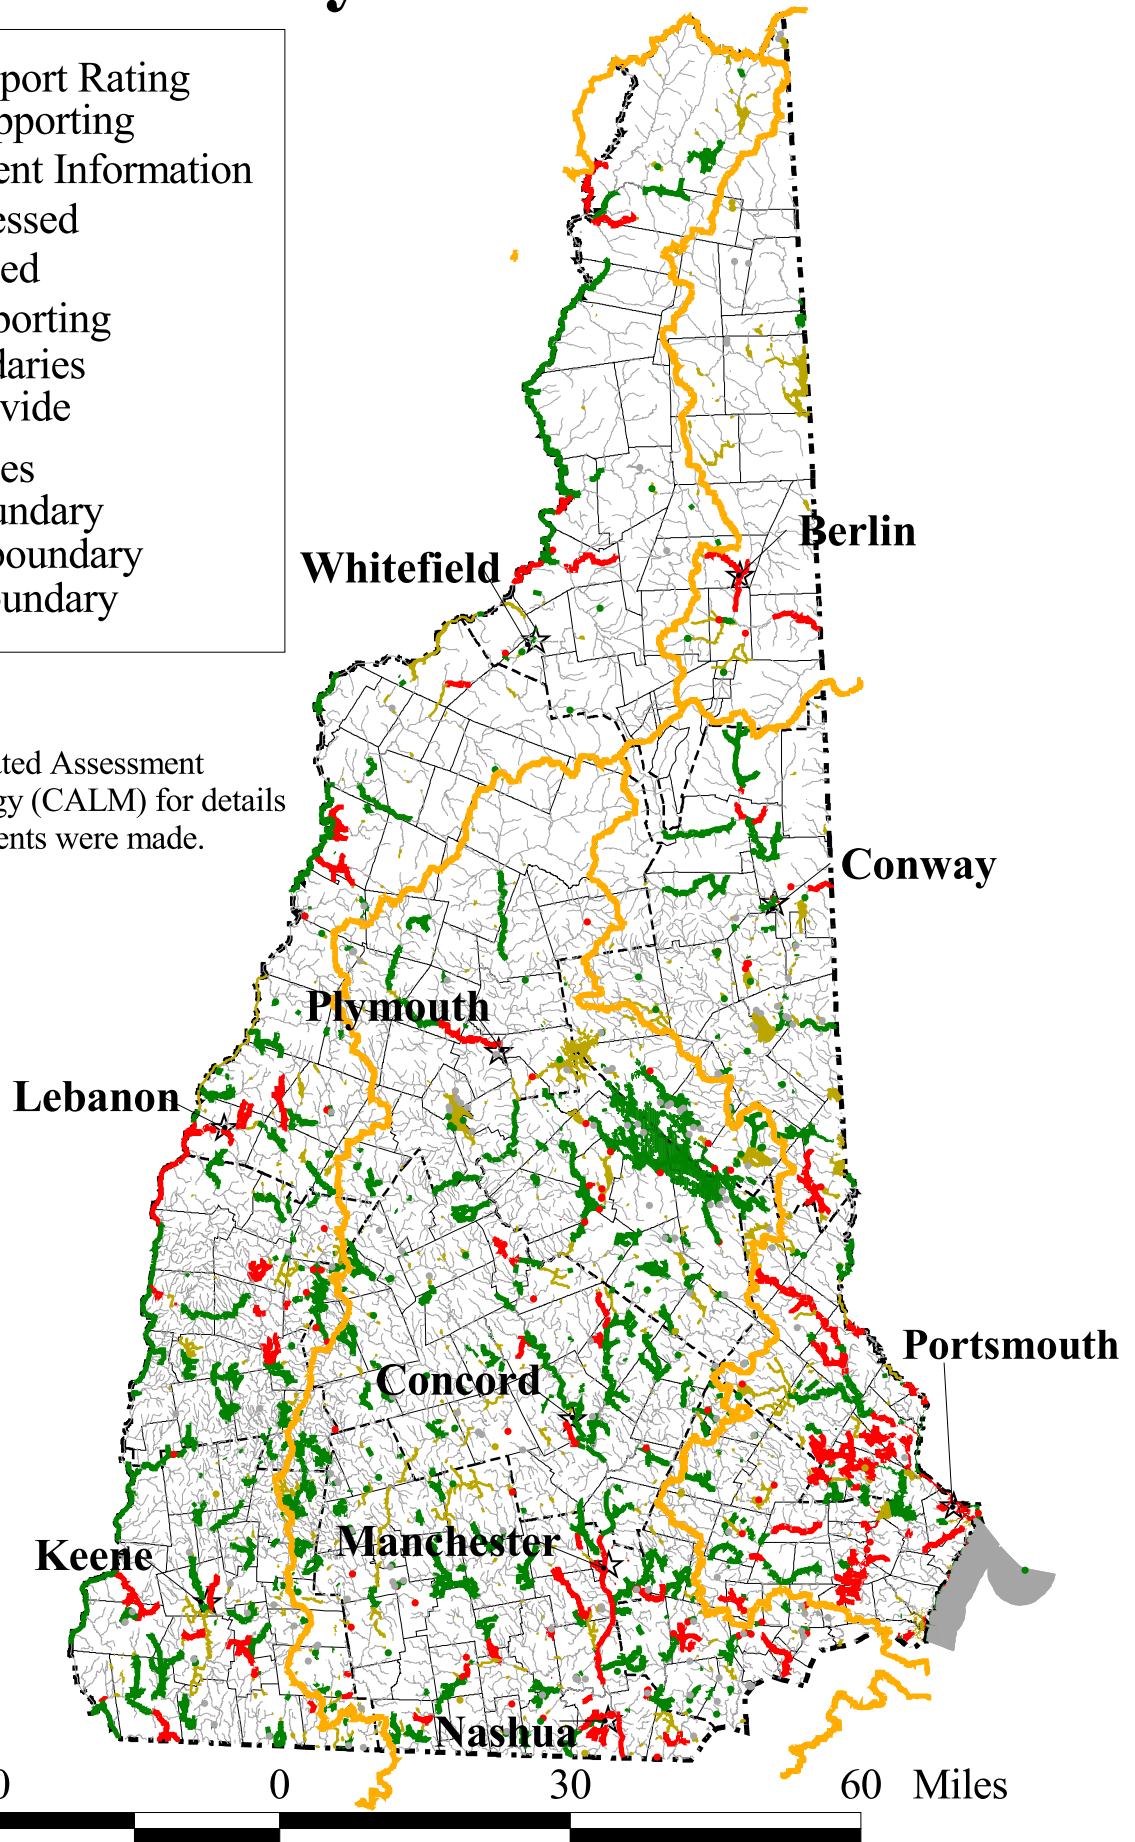 port Rating
pporting
ent Information
essed
ed
porting
daries
vide
es
undary
boundary
undary
Berlin
Whitefield
ated Assessment
gy (CALM) for details
ents were made.
Conway
Plymouth
Lebanon
Portsmouth
Concord
Manchester
Keene
Nashua
0 0 30 60 Miles